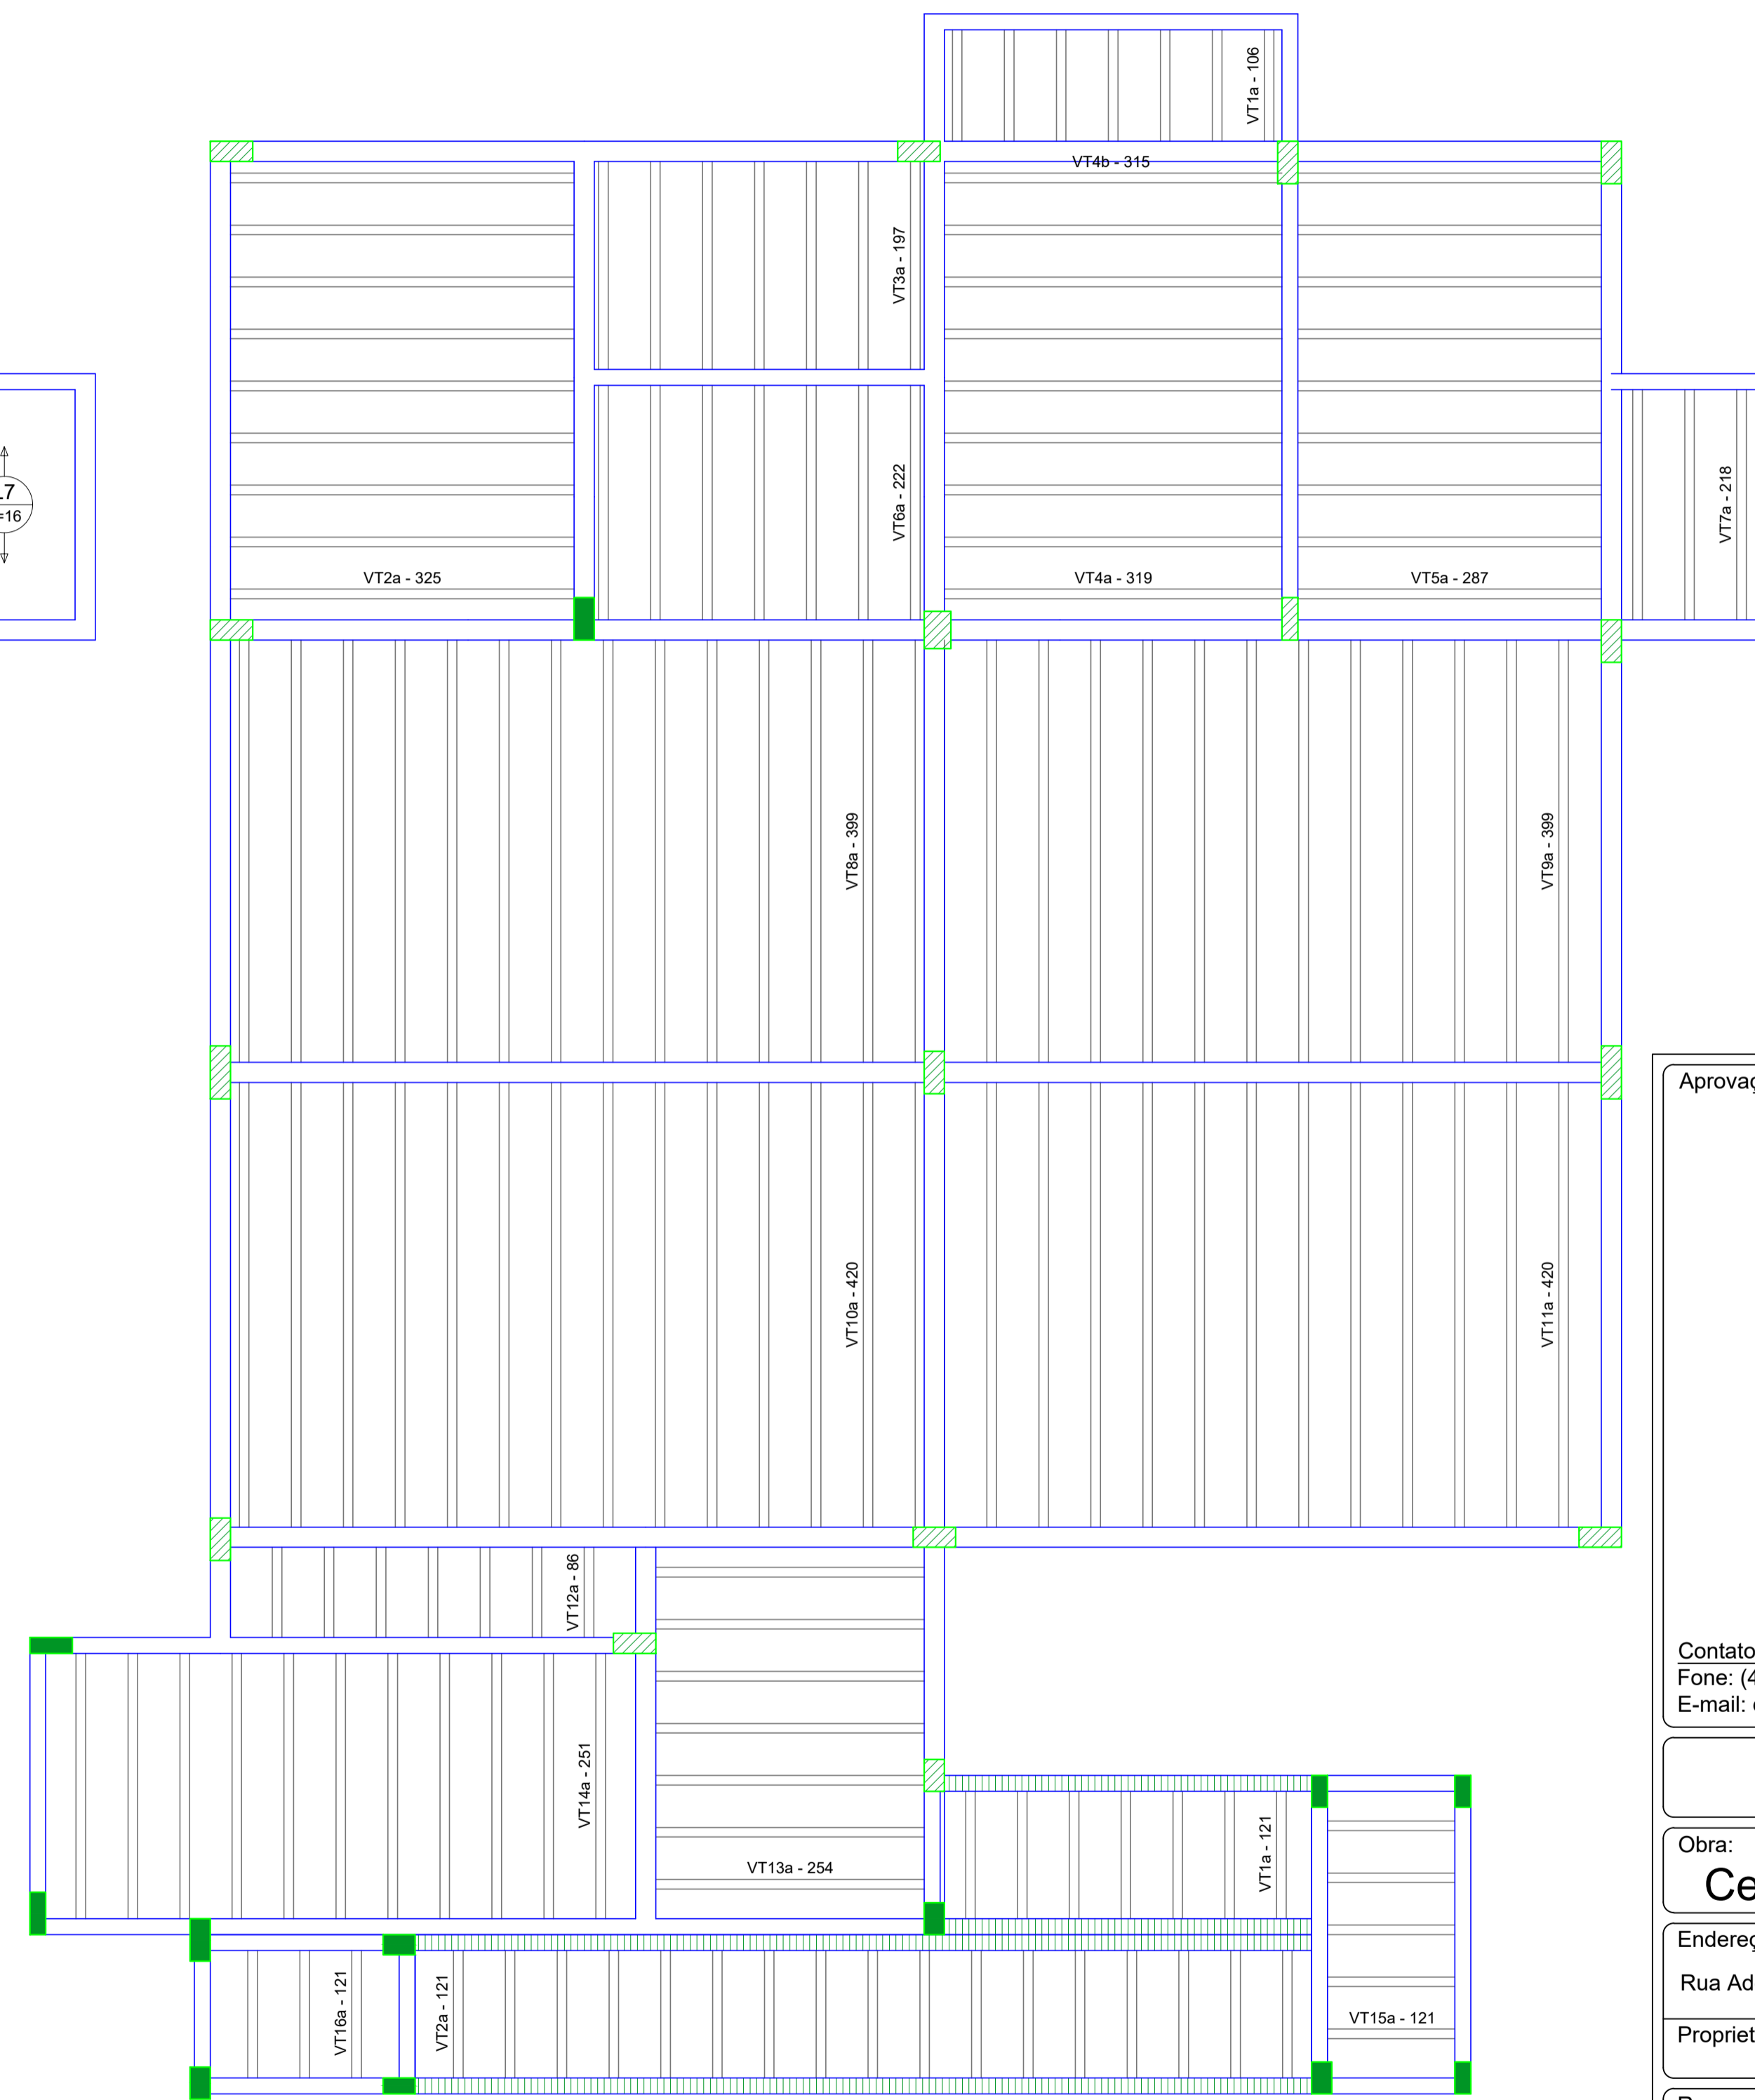 VT1a - 106
VT4b - 315
VT3a - 197
VT6a - 222
VT7a - 218
=16
VT2a - 325
VT4a - 319
VT5a - 287
VT8a - 399
VT9a - 399
VT10a - 420
VT11a - 420
VT12a - 86
Contato
Fone: (4
E-mail:
VT14a - 251
VT13a - 254
VT1a - 121
Obra:
Ce
VT16a - 121
VT2a - 121
VT15a - 121
Rua Ad
Propriet